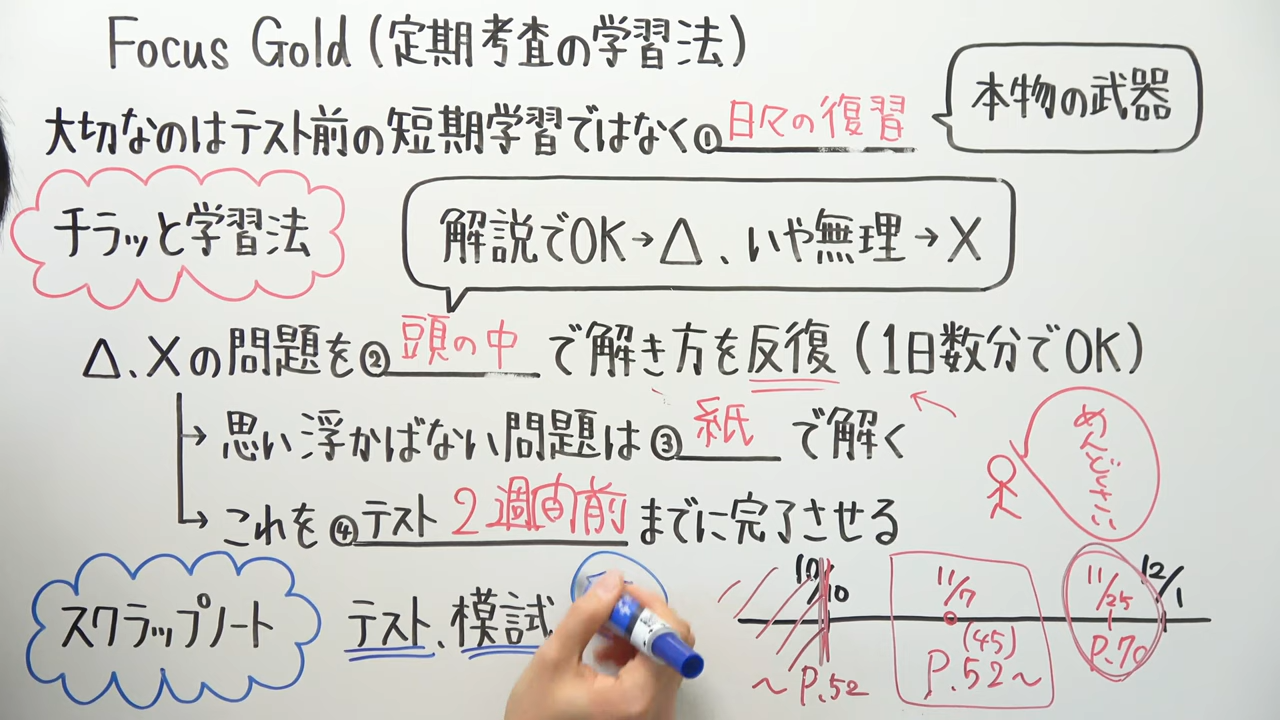 Focus Gold (定期考査の学習法)
本物の武器
大切なのはテスト前の短期学習ではなく①日々の復習
チラッと学習法
解説でOK→△、いや無理→X
△、Xの問題を②頭の中で解き方を反復(1日数分でOK)
→思い浮かばない問題は③紙で解く
めんどくさい
→これを④テスト2週間前までに完了させる
スクラップノート
テスト、模試
10/10
11/7
11/25
12/1
〜P.52
(45)
P.52〜
P.70